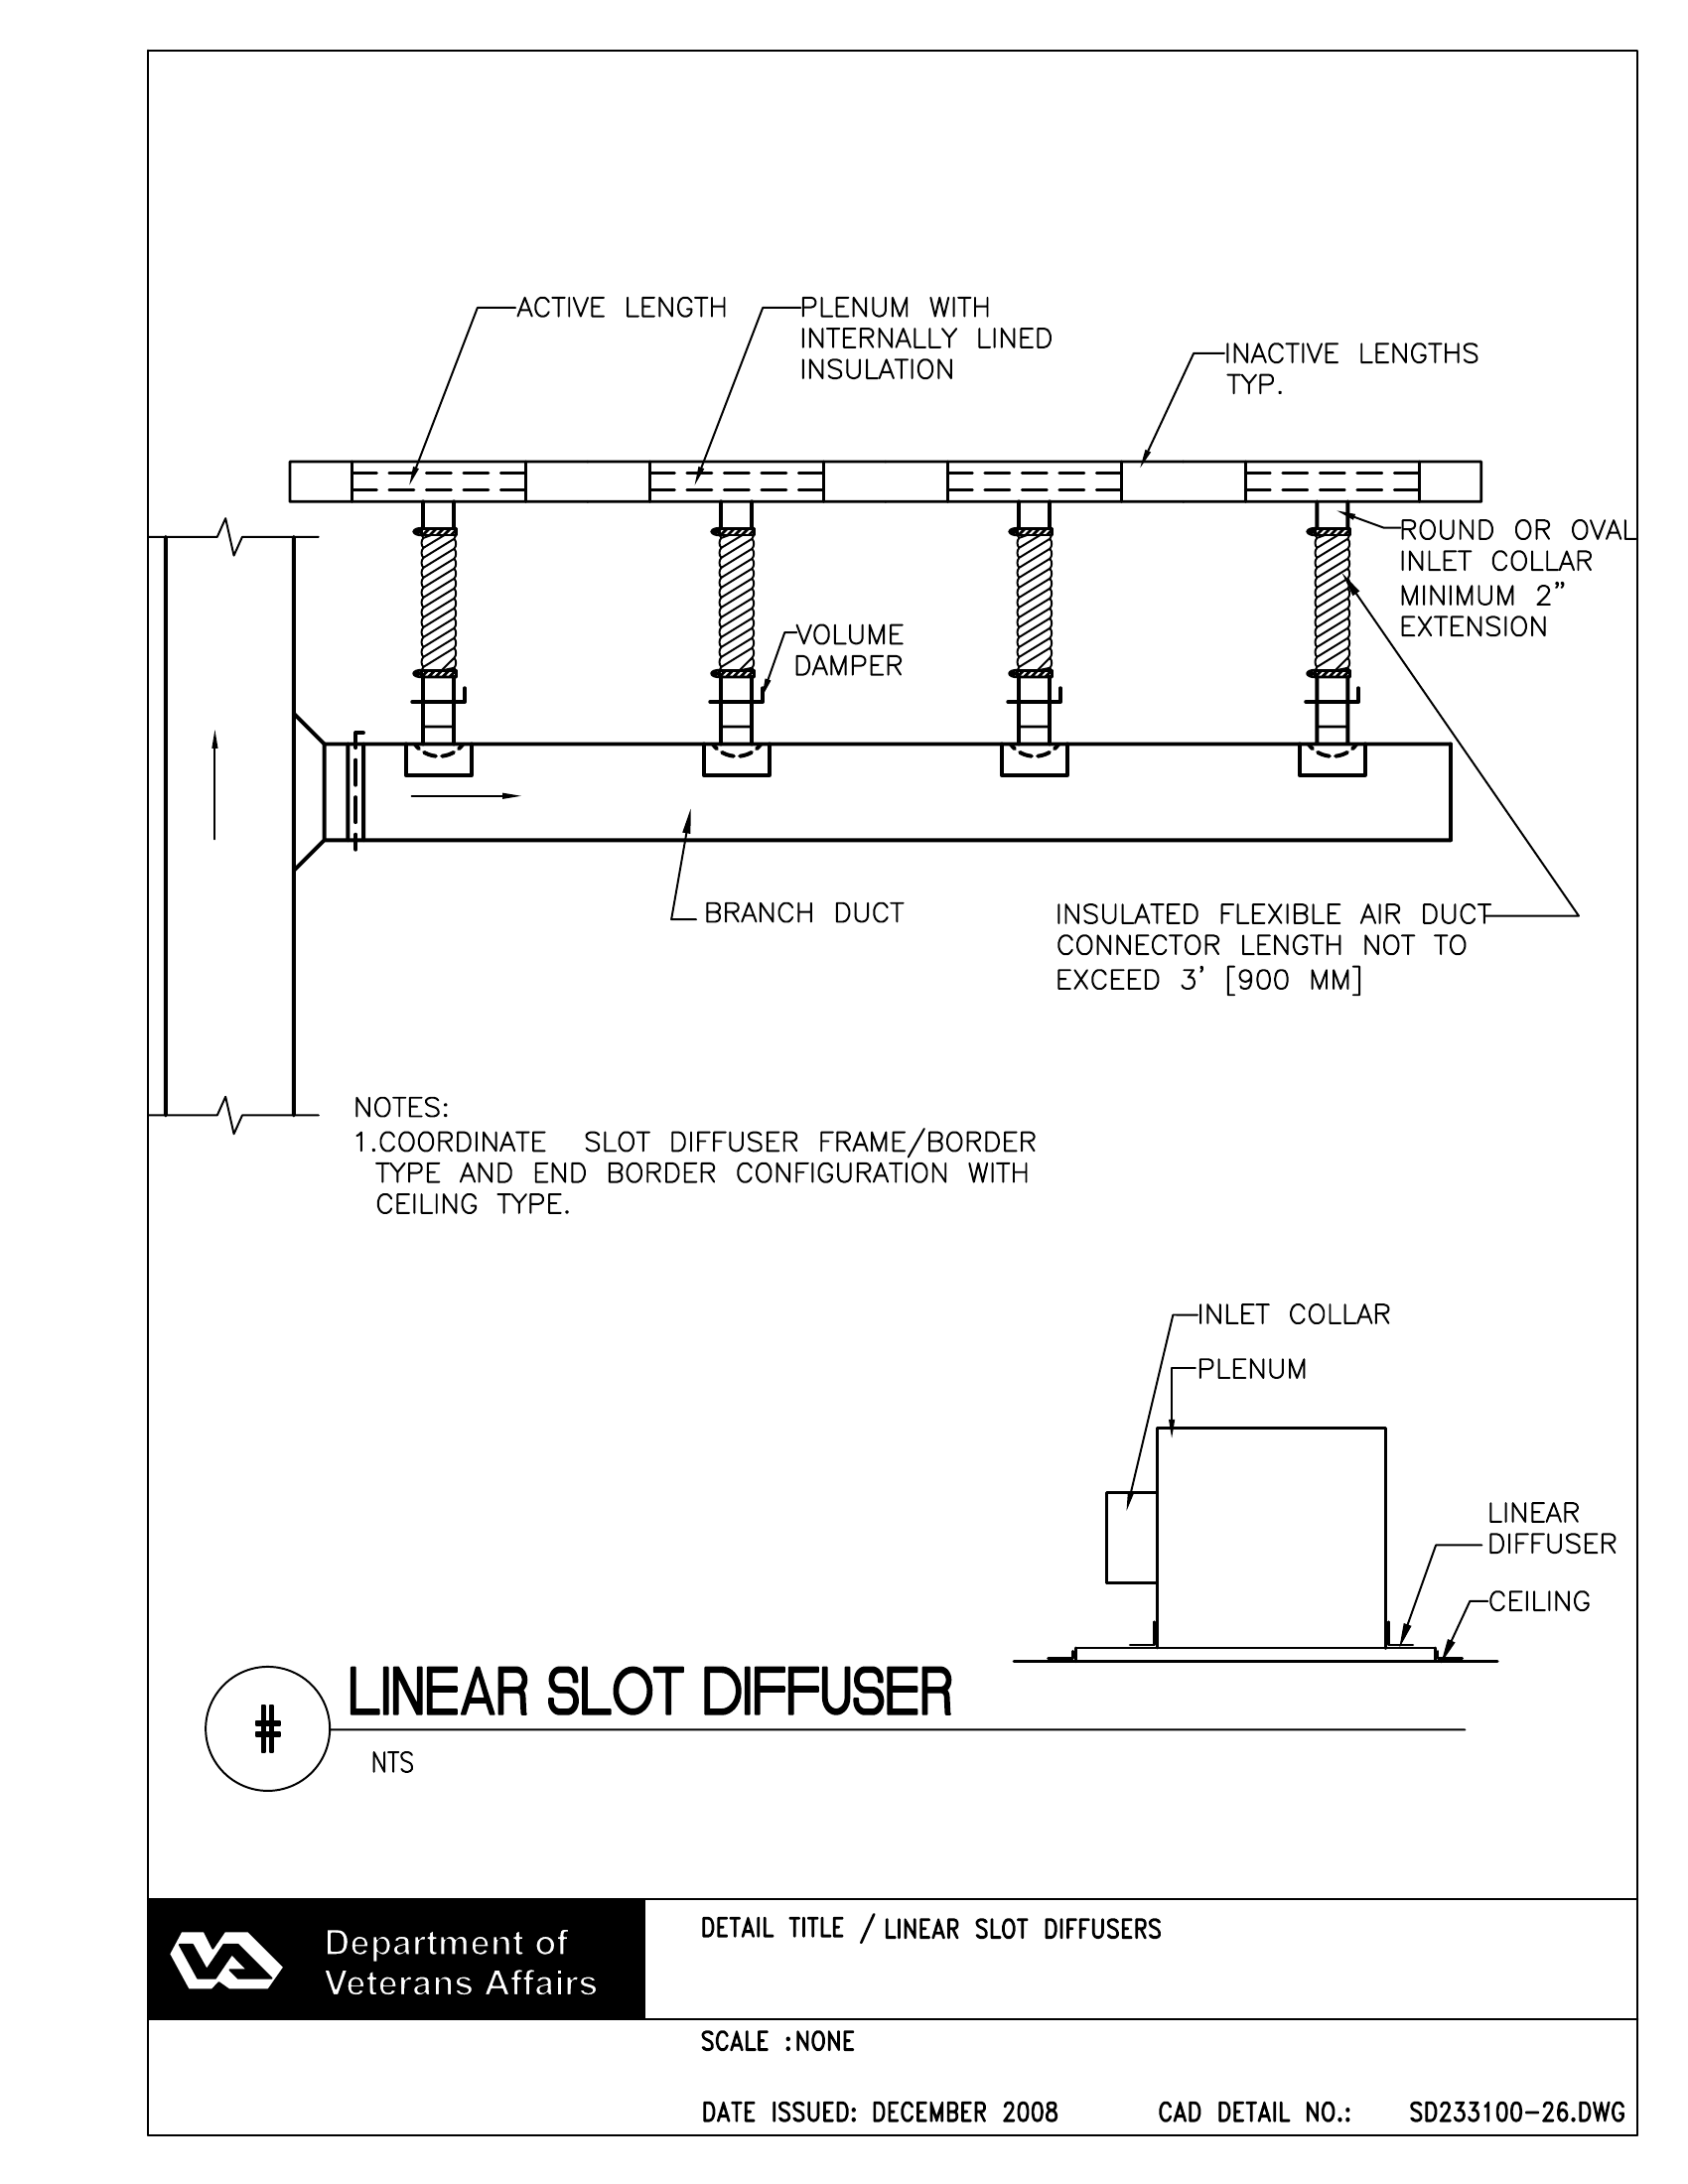 ACTIVE LENGTH
PLENUM WITH
INTERNALLY LINED
INSULATION
INACTIVE LENGTHS
TYP.
ROUND OR OVAL
INLET COLLAR
MINIMUM 2"
EXTENSION
VOLUME
DAMPER
BRANCH DUCT
INSULATED FLEXIBLE AIR DUCT
CONNECTOR LENGTH NOT TO
EXCEED 3' [900 MM]
NOTES:
1.COORDINATE SLOT DIFFUSER FRAME/BORDER
TYPE AND END BORDER CONFIGURATION WITH
CEILING TYPE.
INLET COLLAR
PLENUM
LINEAR
DIFFUSER
CEILING
# LINEAR SLOT DIFFUSER
NTS
Department of
Veterans Affairs
DETAIL TITLE / LINEAR SLOT DIFFUSERS
SCALE :NONE
DATE ISSUED: DECEMBER 2008 CAD DETAIL NO.: SD233100-26.DWG